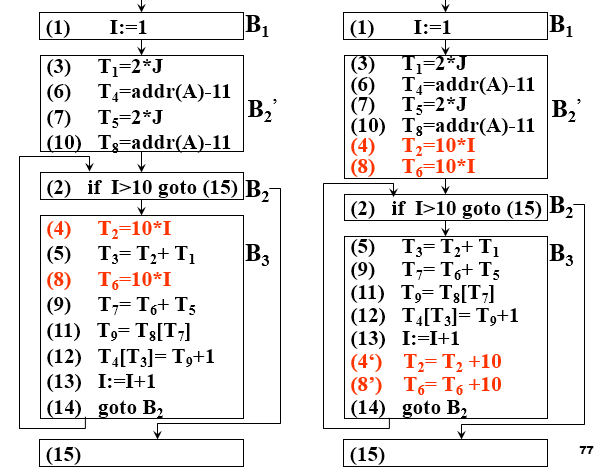 (1) I:=1 B₁
(3) T₁=2*J
(6) T₄=addr(A)-11
(7) T₅=2*J
(10) T₈=addr(A)-11
B₂’
(2) if I>10 goto (15) B₂
(4) T₂=10*I
(5) T₃= T₂+ T₁
(8) T₆=10*I
(9) T₇= T₆+ T₅
(11) T₉= T₈[T₇]
(12) T₄[T₃]= T₉+1
(13) I:=I+1
(14) goto B₂
B₃
(15)
(1) I:=1 B₁
(3) T₁=2*J
(6) T₄=addr(A)-11
(7) T₅=2*J
(10) T₈=addr(A)-11
(4) T₂=10*I
(8) T₆=10*I
B₂’
(2) if I>10 goto (15) B₂
(5) T₃= T₂+ T₁
(9) T₇= T₆+ T₅
(11) T₉= T₈[T₇]
(12) T₄[T₃]= T₉+1
(13) I:=I+1
(4‘) T₂= T₂ +10
(8’) T₆= T₆ +10
(14) goto B₂
B₃
(15)
77